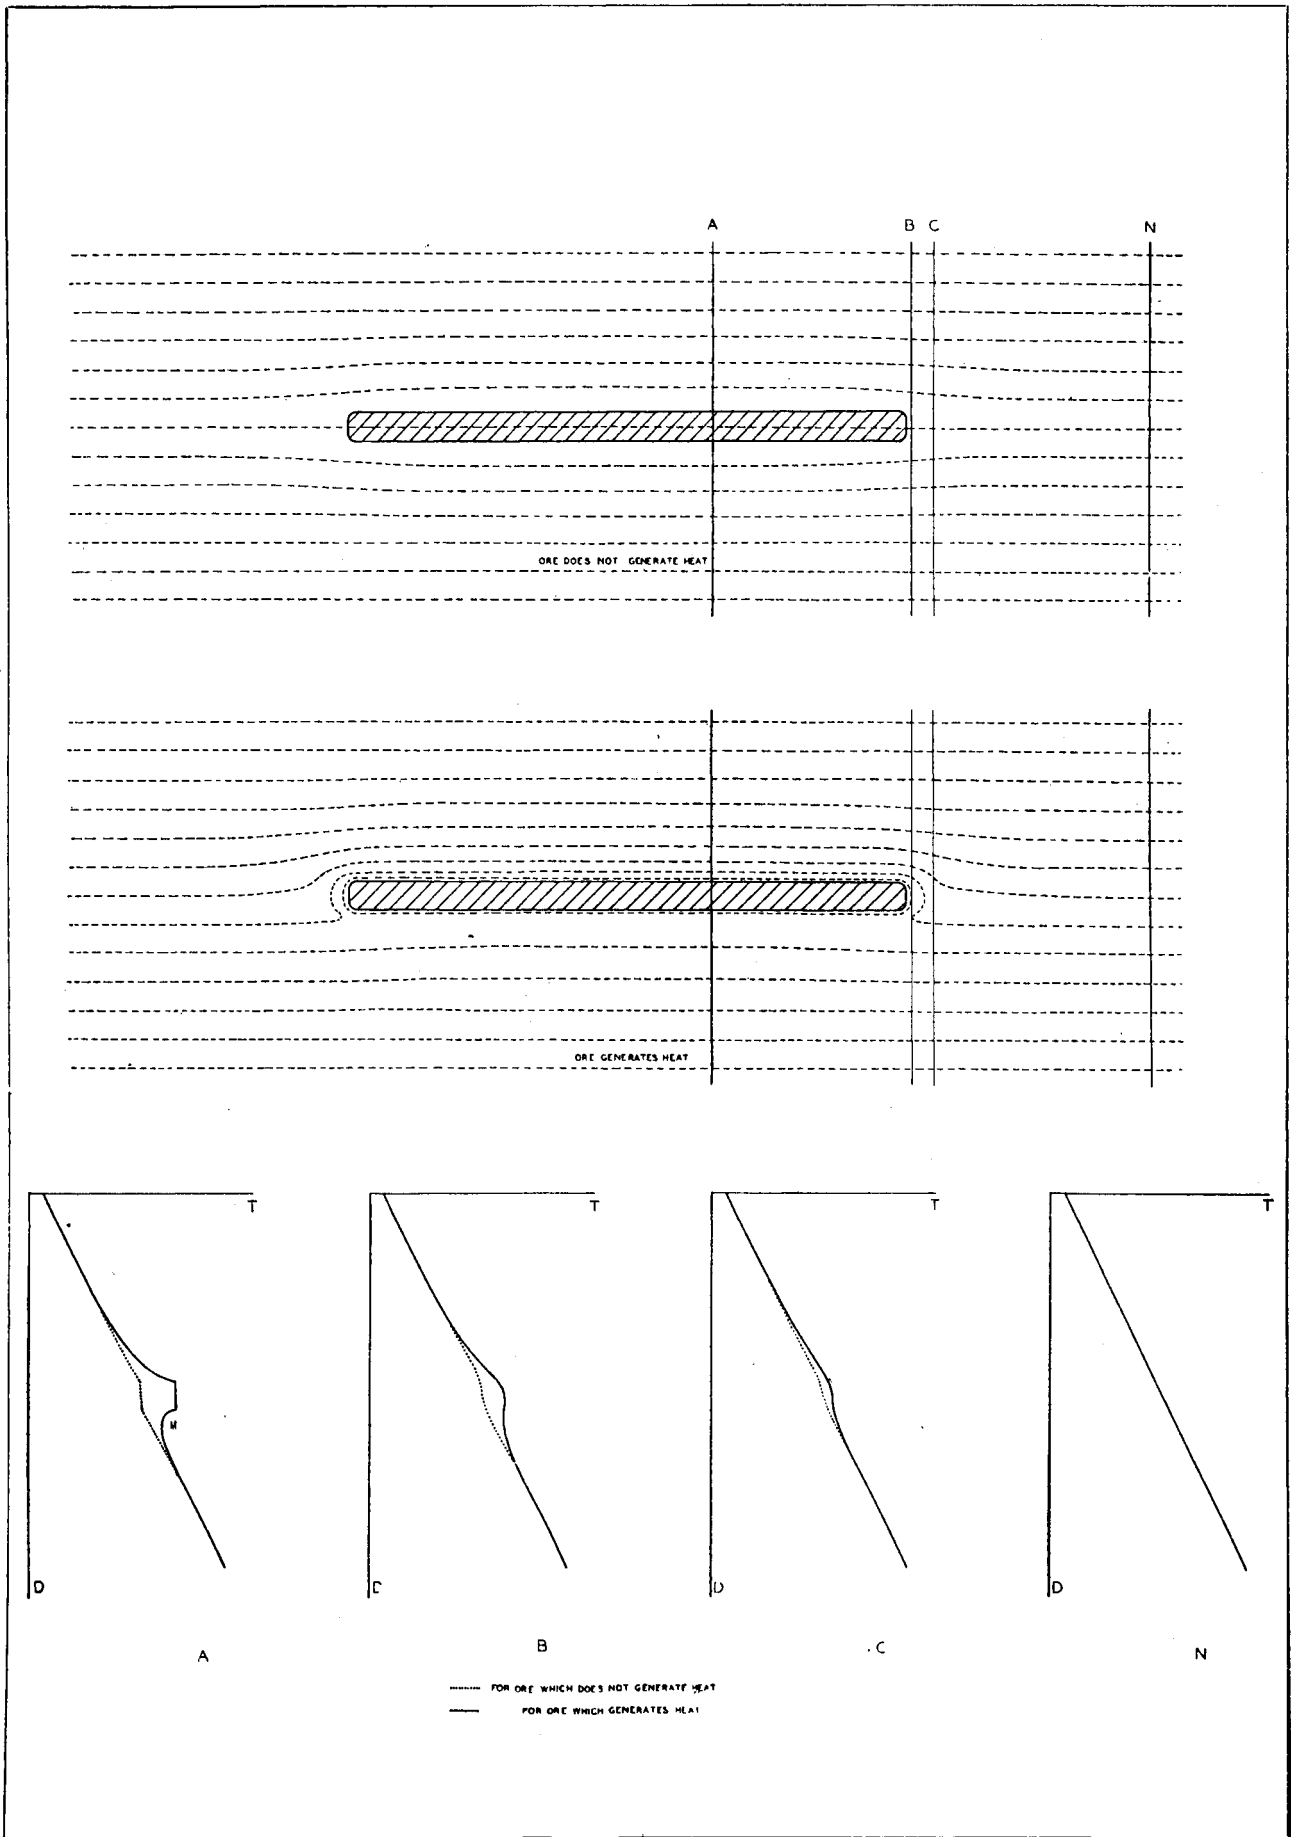 A B C N
ORE DOES NOT GENERATE HEAT
ORE GENERATES HEAT
T T T T
M
D D D D
A B C N
FOR ORE WHICH DOES NOT GENERATE HEAT
FOR ORE WHICH GENERATES HEAT